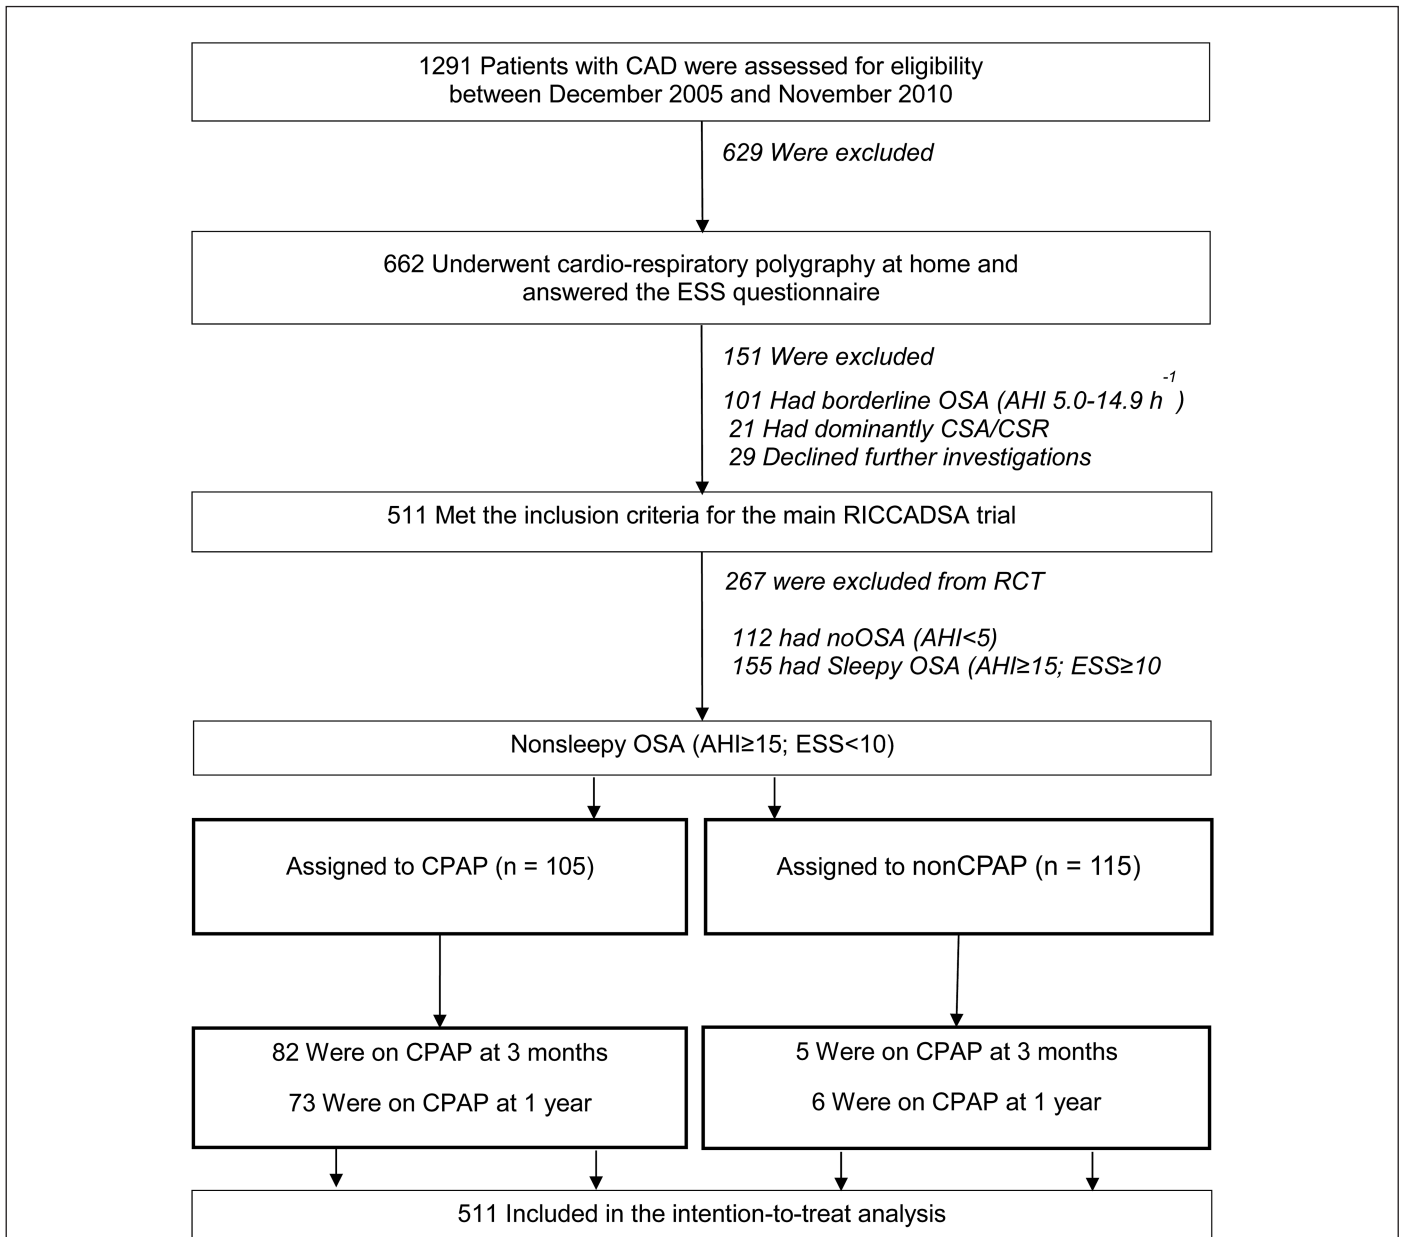 1291 Patients with CAD were assessed for eligibility
between December 2005 and November 2010
629 Were excluded
662 Underwent cardio-respiratory polygraphy at home and
answered the ESS questionnaire
151 Were excluded
101 Had borderline OSA (AHI 5.0-14.9 h⁻¹)
21 Had dominantly CSA/CSR
29 Declined further investigations
511 Met the inclusion criteria for the main RICCADSA trial
267 were excluded from RCT
112 had noOSA (AHI<5)
155 had Sleepy OSA (AHI≥15; ESS≥10
Nonsleepy OSA (AHI≥15; ESS<10)
Assigned to CPAP (n = 105)
Assigned to nonCPAP (n = 115)
82 Were on CPAP at 3 months
73 Were on CPAP at 1 year
5 Were on CPAP at 3 months
6 Were on CPAP at 1 year
511 Included in the intention-to-treat analysis